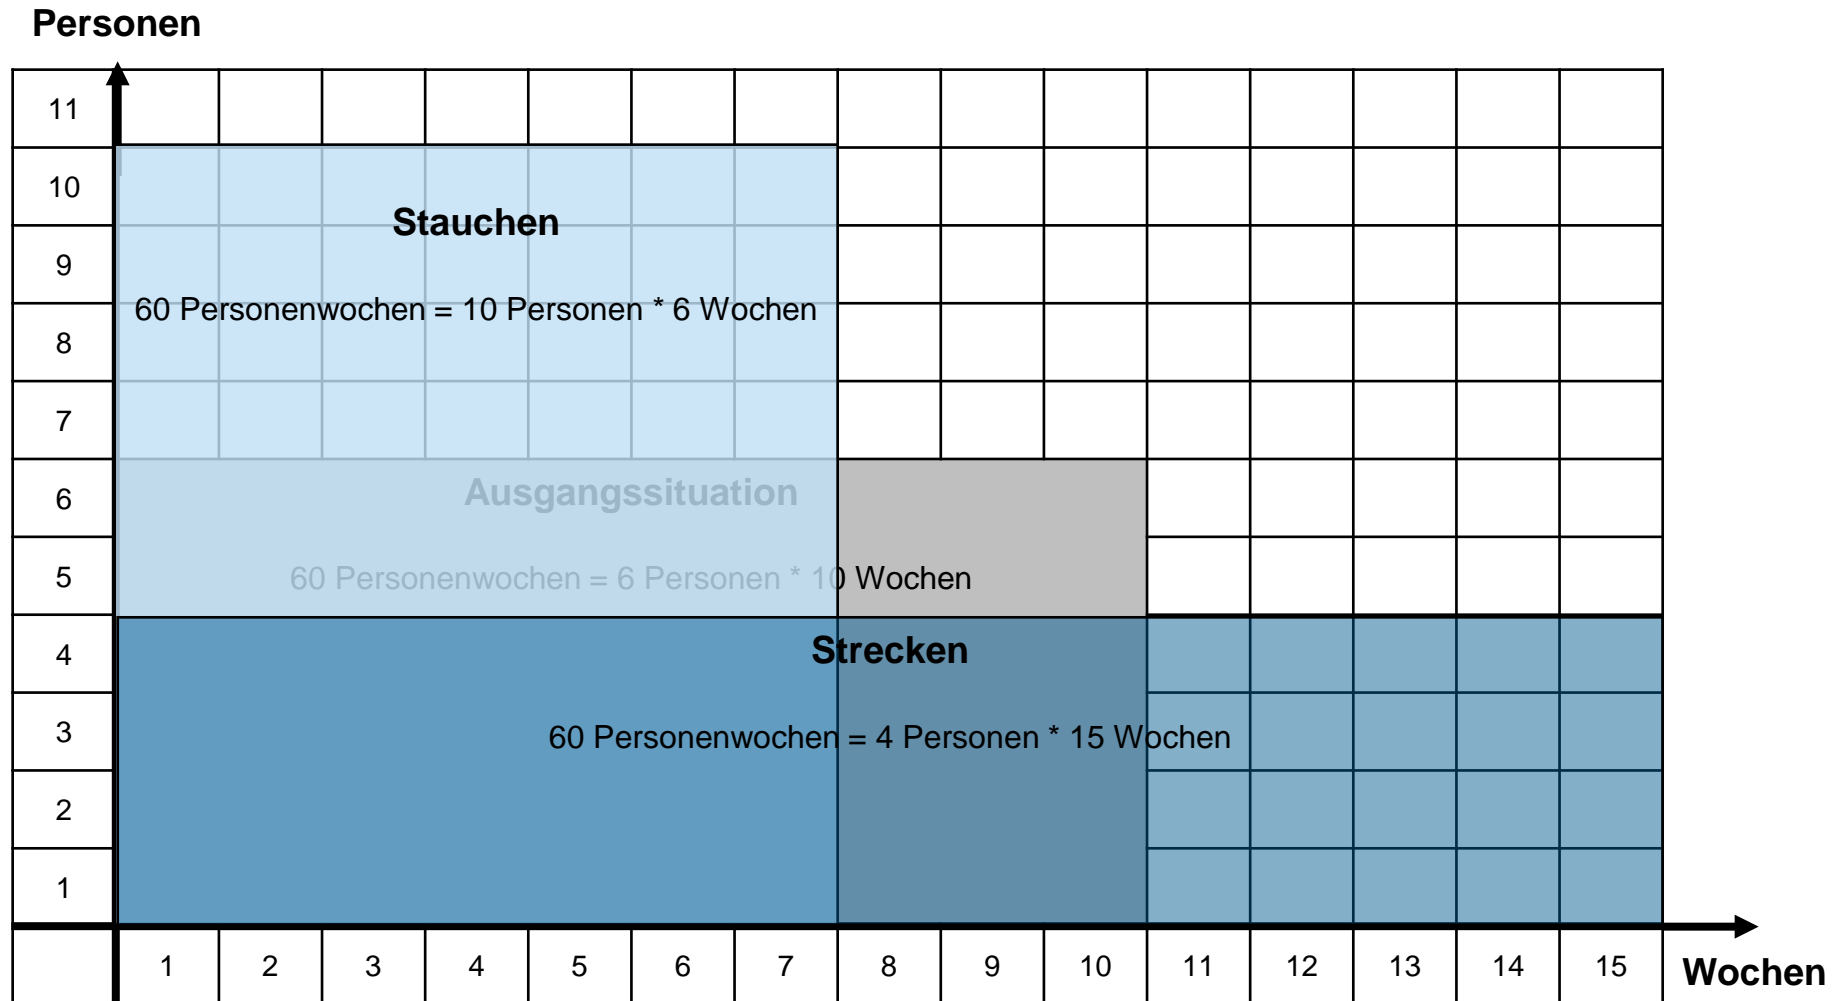 Personen
11
10
Stauchen
9
60 Personenwochen = 10 Personen * 6 Wochen
8
7
6
Ausgangssituation
5
60 Personenwochen = 6 Personen * 10 Wochen
4
Strecken
3
60 Personenwochen = 4 Personen * 15 Wochen
2
1
1 2 3 4 5 6 7 8 9 10 11 12 13 14 15
Wochen